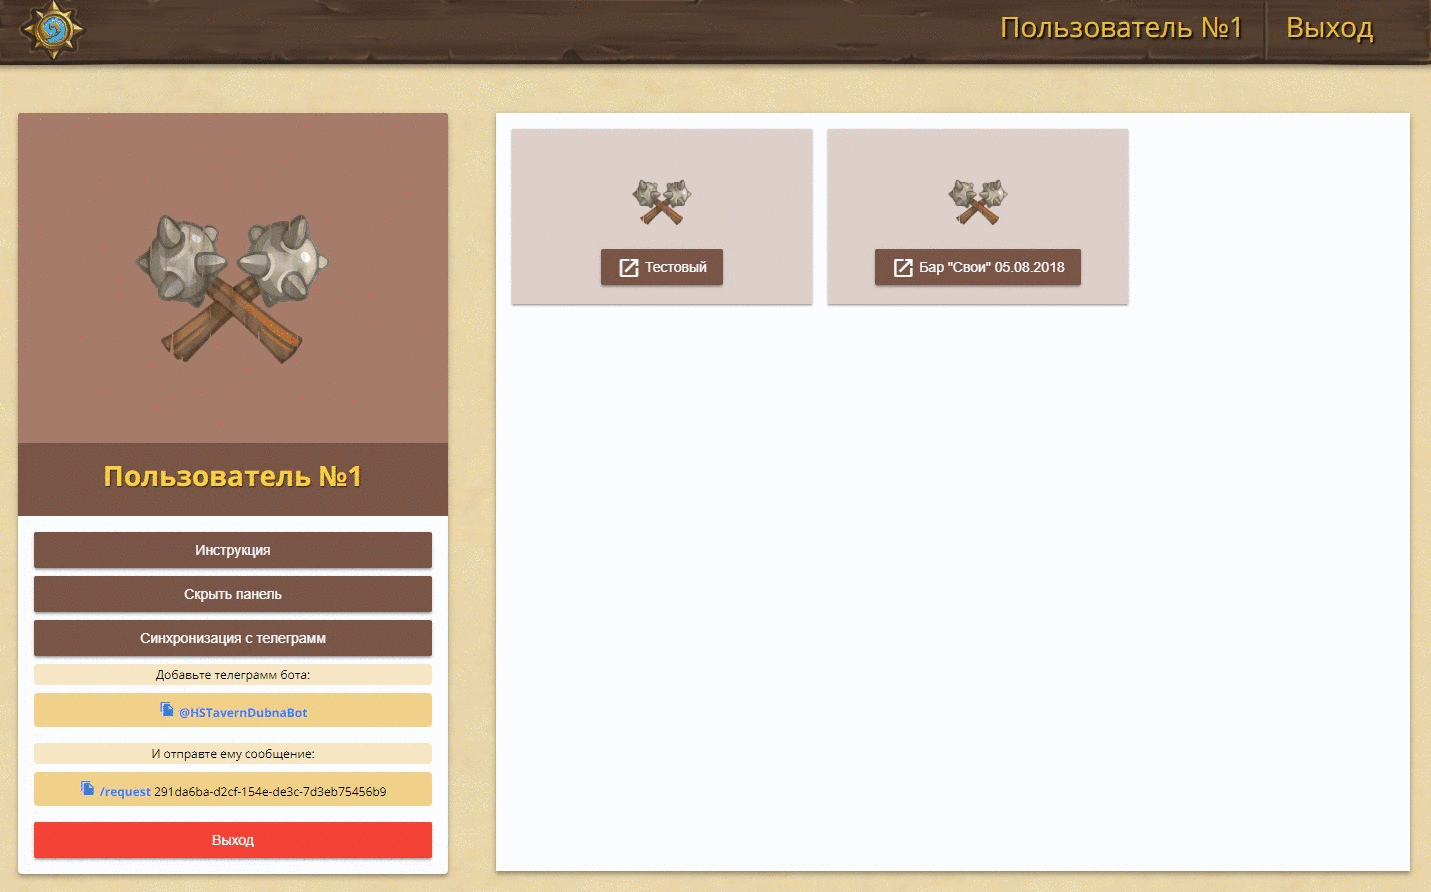 Пользователь №1
Выход
Пользователь №1
Инструкция
Скрыть панель
Синхронизация с телеграмм
Добавьте телеграмм бота:
@HSTavernDubnaBot
И отправте ему сообщение:
/request 291da6ba-d2cf-154e-de3c-7d3eb75456b9
Выход
Тестовый
Бар "Свои" 05.08.2018